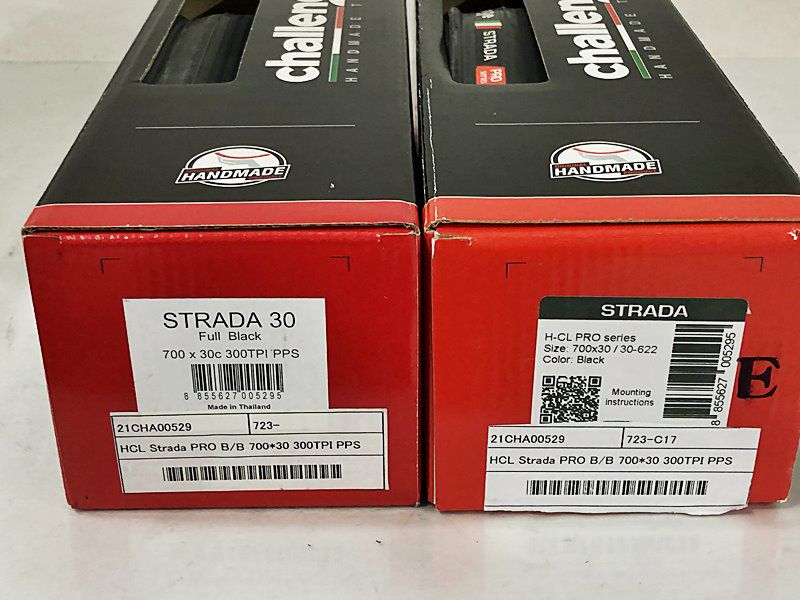 challen
HANDMADE T
HANDMADE
STRADA 30
Full Black
700 x 30c 300TPI PPS
8 855627 005295
Made in Thailand
21CHA00529
723-
HCL Strada PRO B/B 700*30 300TPI PPS
STRADA
PRO
challen
HANDMADE T
HANDMADE
STRADA
H-CL PRO series
Size: 700x30 / 30-622
Color: Black
Mounting
instructions
8 855627 005295
E
21CHA00529
723-C17
HCL Strada PRO B/B 700*30 300TPI PPS